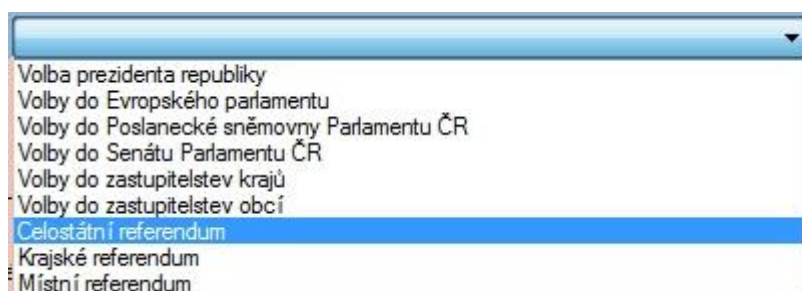 Volba prezidenta republiky
Volby do Evropského parlamentu
Volby do Poslanecké sněmovny Parlamentu ČR
Volby do Senátu Parlamentu ČR
Volby do zastupitelstev krajů
Volby do zastupitelstev obcí
Celostátní referendum
Krajské referendum
Místní referendum